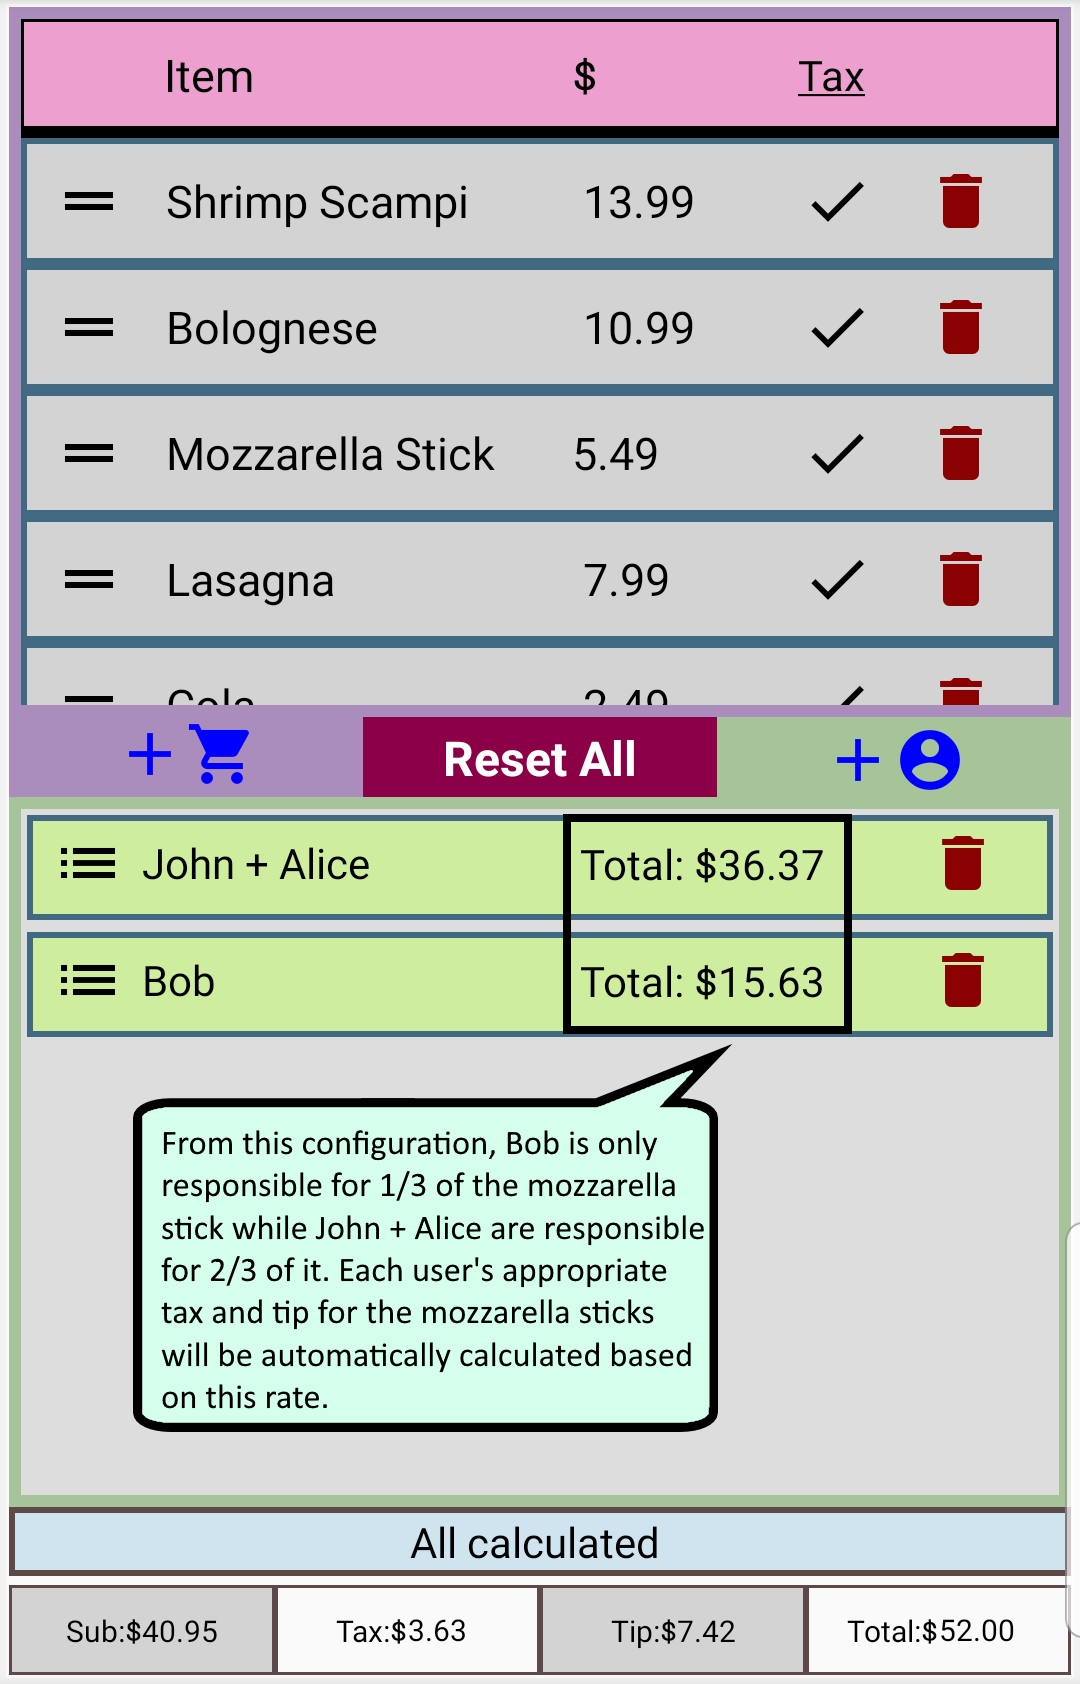 Item $ Tax
Shrimp Scampi 13.99
Bolognese 10.99
Mozzarella Stick 5.49
Lasagna 7.99
Cola 2.49
Reset All
John + Alice Total: $36.37
Bob Total: $15.63
From this configuration, Bob is only
responsible for 1/3 of the mozzarella
stick while John + Alice are responsible
for 2/3 of it. Each user's appropriate
tax and tip for the mozzarella sticks
will be automatically calculated based
on this rate.
All calculated
Sub:$40.95 Tax:$3.63 Tip:$7.42 Total:$52.00